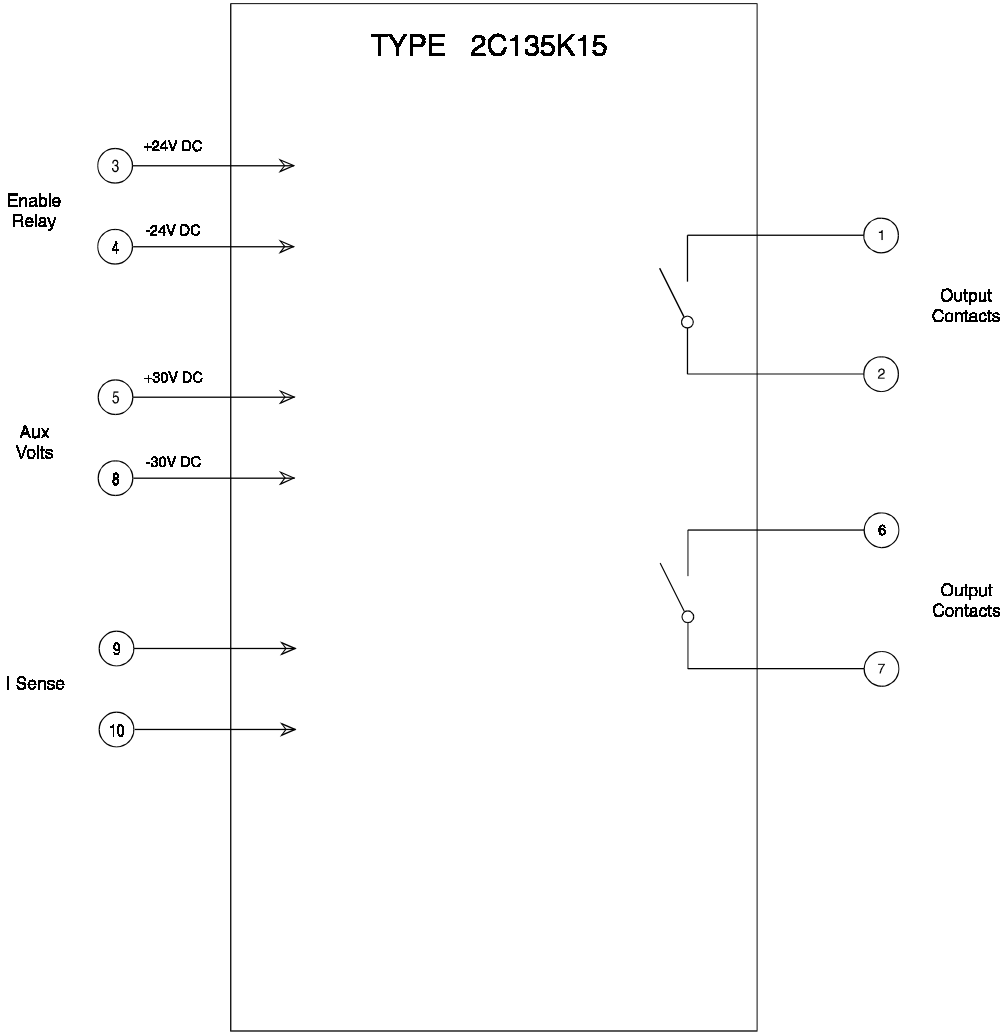 TYPE 2C135K15
+24V DC
3
Enable
Relay
-24V DC
4
1
Output
Contacts
2
+30V DC
5
Aux
Volts
-30V DC
8
6
Output
Contacts
7
9
I Sense
10